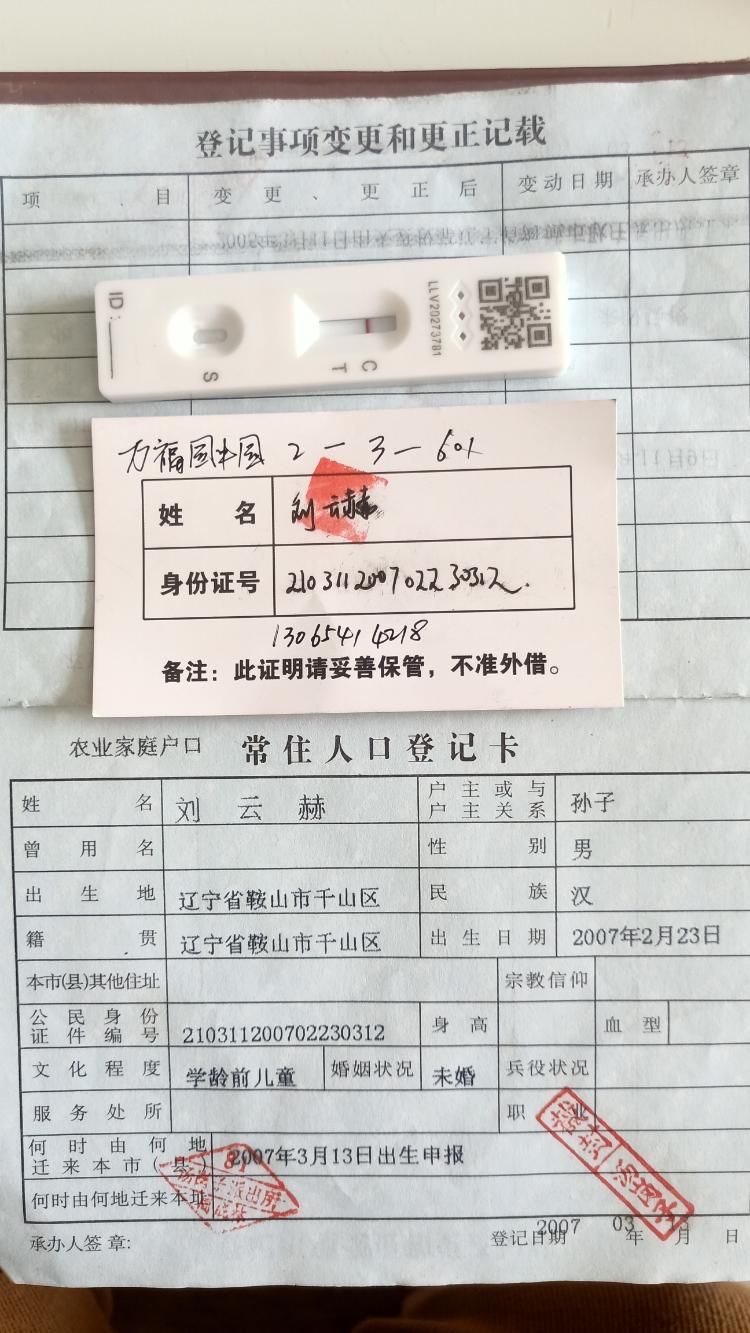 登记事项变更和更正记载
项 目 变 更 、 更 正 后 变动日期 承办人签章
ID:
S
C
T
LLV20273781
万福国中国 2-3-601
姓 名 刘云赫
身份证号 210311200702230312.
13065414218
备注：此证明请妥善保管，不准外借。
农业家庭户口 常住人口登记卡
姓 名 刘 云 赫 户主或与户主关系 孙子
曾 用 名 性 别 男
出 生 地 辽宁省鞍山市千山区 民 族 汉
籍 贯 辽宁省鞍山市千山区 出生日期 2007年2月23日
本市(县)其他住址 宗教信仰
公民身份证件编号 210311200702230312 身 高 血 型
文化程度 学龄前儿童 婚姻状况 未婚 兵役状况
服务处所 职 业
何时由何地迁来本市(县) 2007年3月13日出生申报
何时由何地迁来本址
承办人签章: 登记日期 2007 年 03 月 日